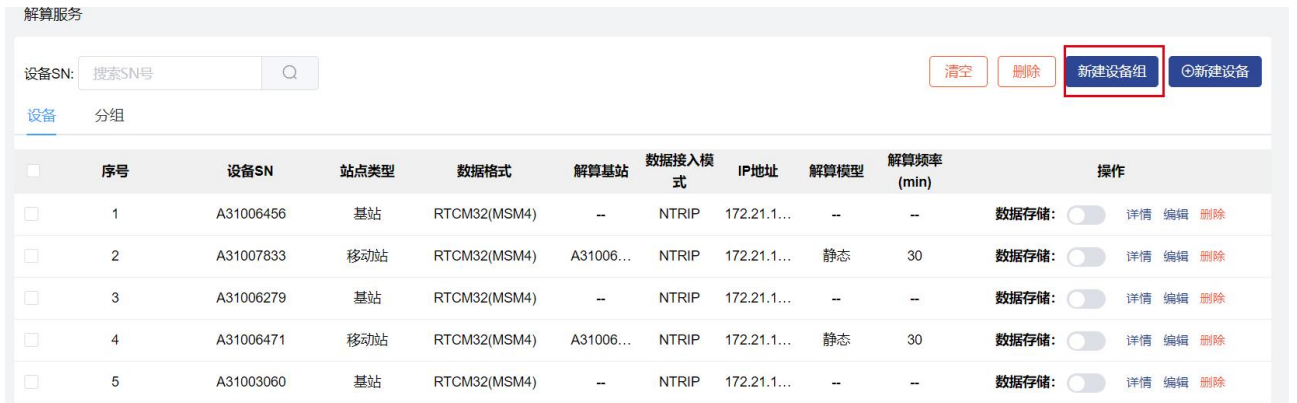 解算服务
设备SN: 搜索SN号 清空 删除 新建设备组 ⊕新建设备
设备 分组
序号 设备SN 站点类型 数据格式 解算基站 数据接入模式 IP地址 解算模型 解算频率(min) 操作
1 A31006456 基站 RTCM32(MSM4) -- NTRIP 172.21.1... -- -- 数据存储: 详情 编辑 删除
2 A31007833 移动站 RTCM32(MSM4) A31006... NTRIP 172.21.1... 静态 30 数据存储: 详情 编辑 删除
3 A31006279 基站 RTCM32(MSM4) -- NTRIP 172.21.1... -- -- 数据存储: 详情 编辑 删除
4 A31006471 移动站 RTCM32(MSM4) A31006... NTRIP 172.21.1... 静态 30 数据存储: 详情 编辑 删除
5 A31003060 基站 RTCM32(MSM4) -- NTRIP 172.21.1... -- -- 数据存储: 详情 编辑 删除